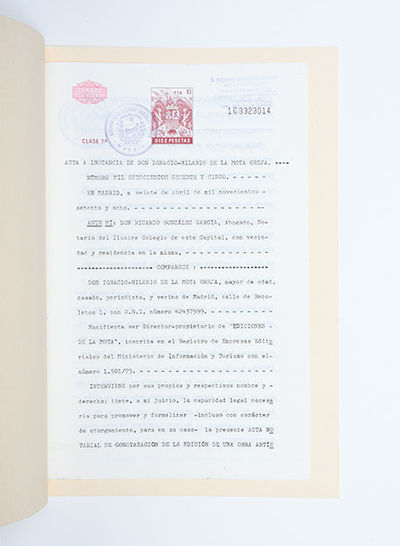 PTA 10
1G3323014
CLASE 7ª
DIEZ PESETAS
ACTA A INSTANCIA DE DON IGNACIO-HILARIO DE LA MOTA OREJA. ----
NÚMERO MIL SEISCIENTOS SESENTA Y CINCO. - - - - -
EN MADRID, a veinte de Abril de mil novecientos -
setenta y ocho. - - - - - - - - - - - - - - - - -
ANTE MÍ: DON RICARDO GONZÁLEZ GARCÍA, Abogado, No-
tario del Ilustre Colegio de esta Capital, con vecin-
dad y residencia en la misma. - - - - - - - - - -
------------------- COMPARECE : -----------------
DON IGNACIO-HILARIO DE LA MOTA OREJA, mayor de edad,
casado, periodista, y vecino de Madrid, calle de Reco-
letos 1, con D.N.I. número 42437599. - - - - - -
Manifiesta ser Director-propietario de "EDICIONES -
DE LA MOTA", inscrita en el Registro de Empresas Edito
riales del Ministerio de Información y Turismo con el-
número 1.501/75. - - - - - - - - - - - - - - - -
INTERVIENE por sus propios y respectivos nombre y -
derecho; tiene, a mi juicio, la capacidad legal necesa
ria para promover y formalizar -incluso con carácter
de otorgamiento, para en su caso- la presente ACTA NO
TARIAL DE CONSTATACIÓN DE LA EDICIÓN DE UNA OBRA ARTÍS